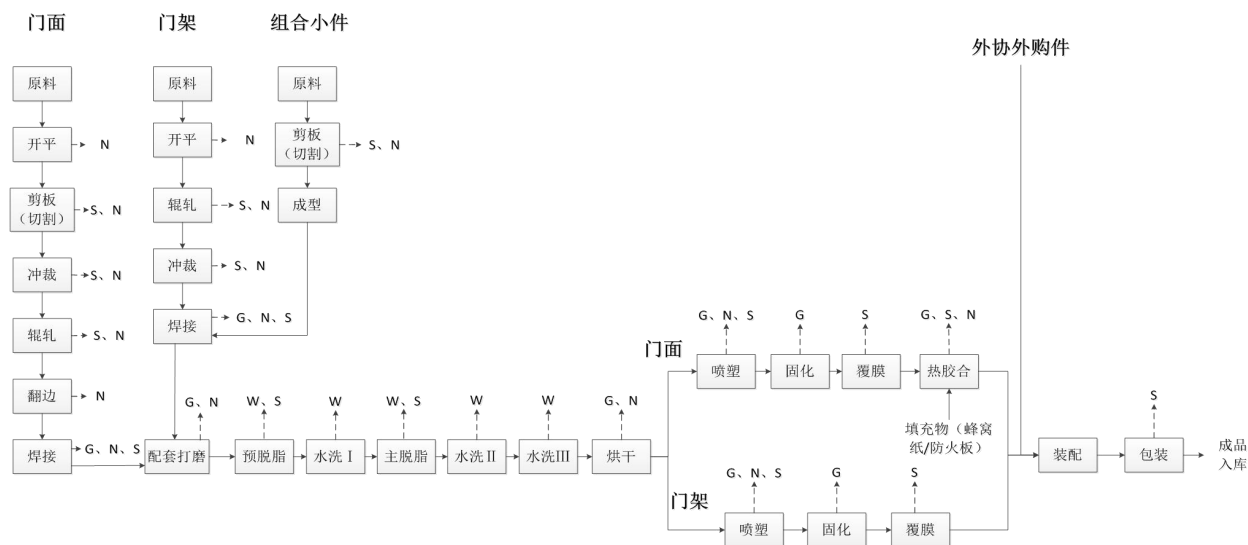 门面
门架
组合小件
外协外购件
原料
原料
原料
开平
N
开平
N
剪板
（切割）
S、N
剪板
（切割）
S、N
辊轧
S、N
成型
冲裁
S、N
冲裁
S、N
辊轧
S、N
焊接
G、N、S
翻边
N
焊接
G、N、S
配套打磨
G、N
预脱脂
W、S
水洗Ⅰ
W
主脱脂
W、S
水洗Ⅱ
W
水洗Ⅲ
W
烘干
G、N
门面
喷塑
G、N、S
固化
G
覆膜
S
热胶合
G、S、N
填充物（蜂窝
纸/防火板）
门架
喷塑
G、N、S
固化
G
覆膜
S
装配
包装
S
成品
入库